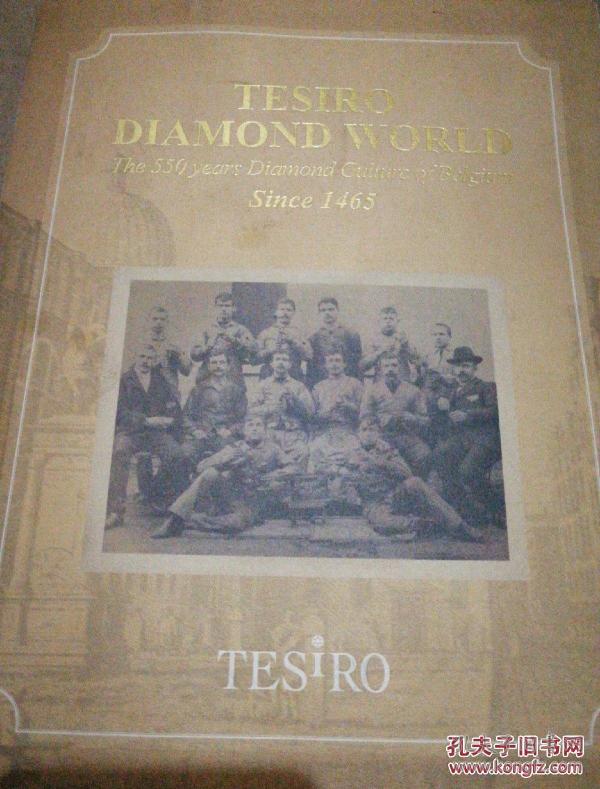 TESIRO
DIAMOND WORLD
The 550 years Diamond Culture of Belgium
Since 1465
TESiRO
孔夫子旧书网
www.kongfz.com